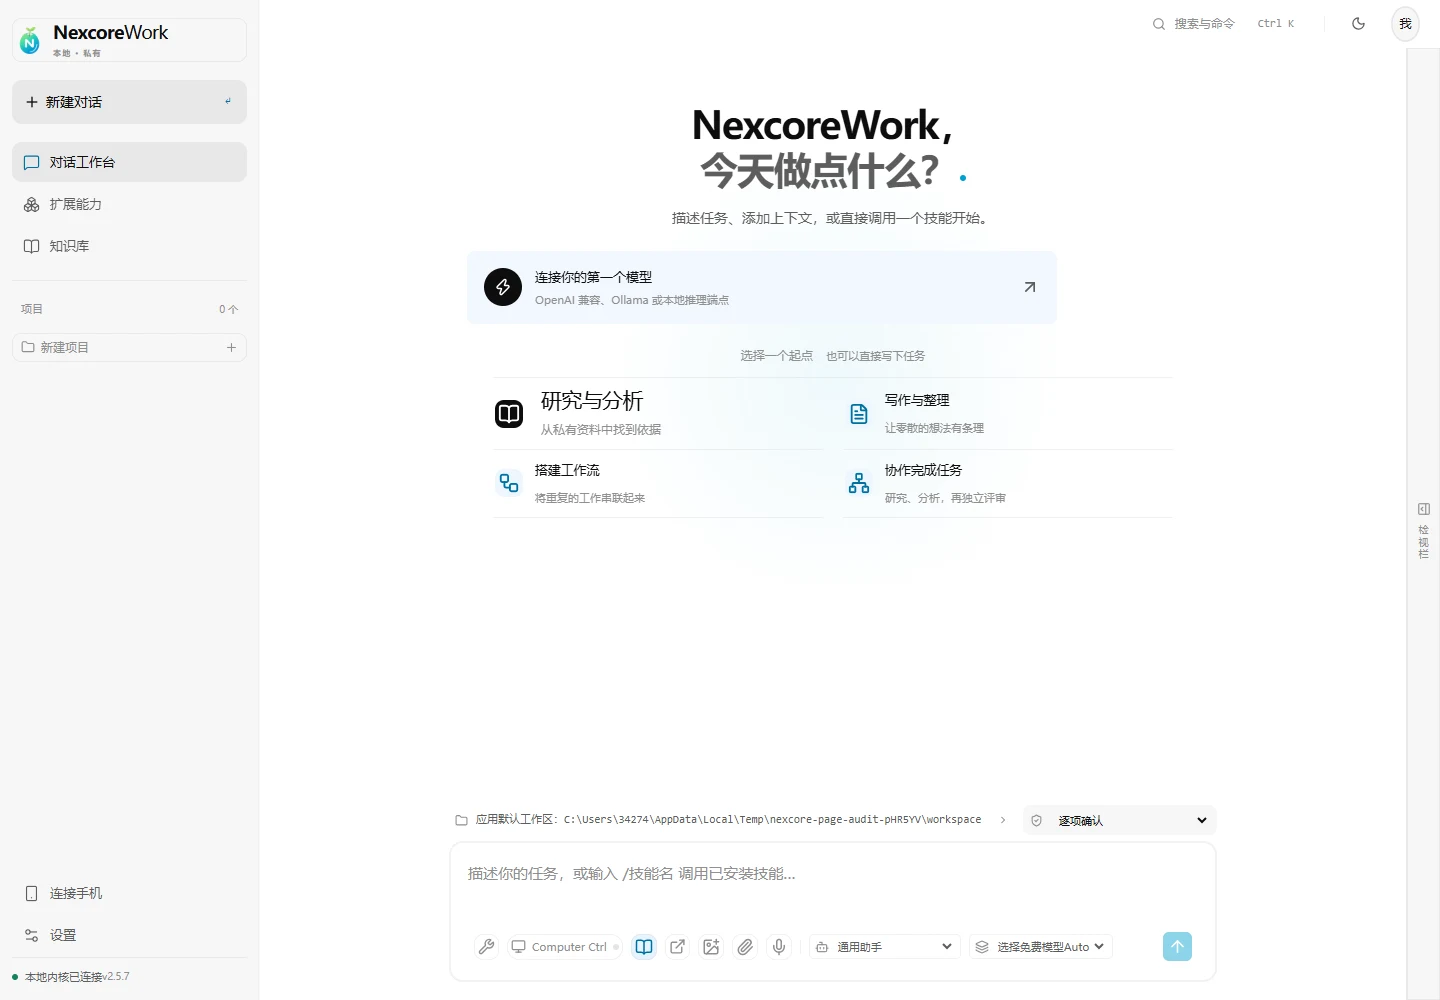 NexcoreWork
本地 · 私有
新建对话
对话工作台
扩展能力
知识库
项目 0 个
新建项目
连接手机
设置
本地内核已连接v2.5.7
搜索与命令 Ctrl K
我
NexcoreWork，
今天做点什么？
描述任务、添加上下文，或直接调用一个技能开始。
连接你的第一个模型
OpenAI 兼容、Ollama 或本地推理端点
选择一个起点 也可以直接写下任务
研究与分析
从私有资料中找到依据
写作与整理
让零散的想法有条理
搭建工作流
将重复的工作串联起来
协作完成任务
研究、分析，再独立评审
检视栏
应用默认工作区：C:\Users\34274\AppData\Local\Temp\nexcore-page-audit-pHR5YV\workspace
逐项确认
描述你的任务，或输入 /技能名 调用已安装技能...
Computer Ctrl
通用助手
选择免费模型Auto